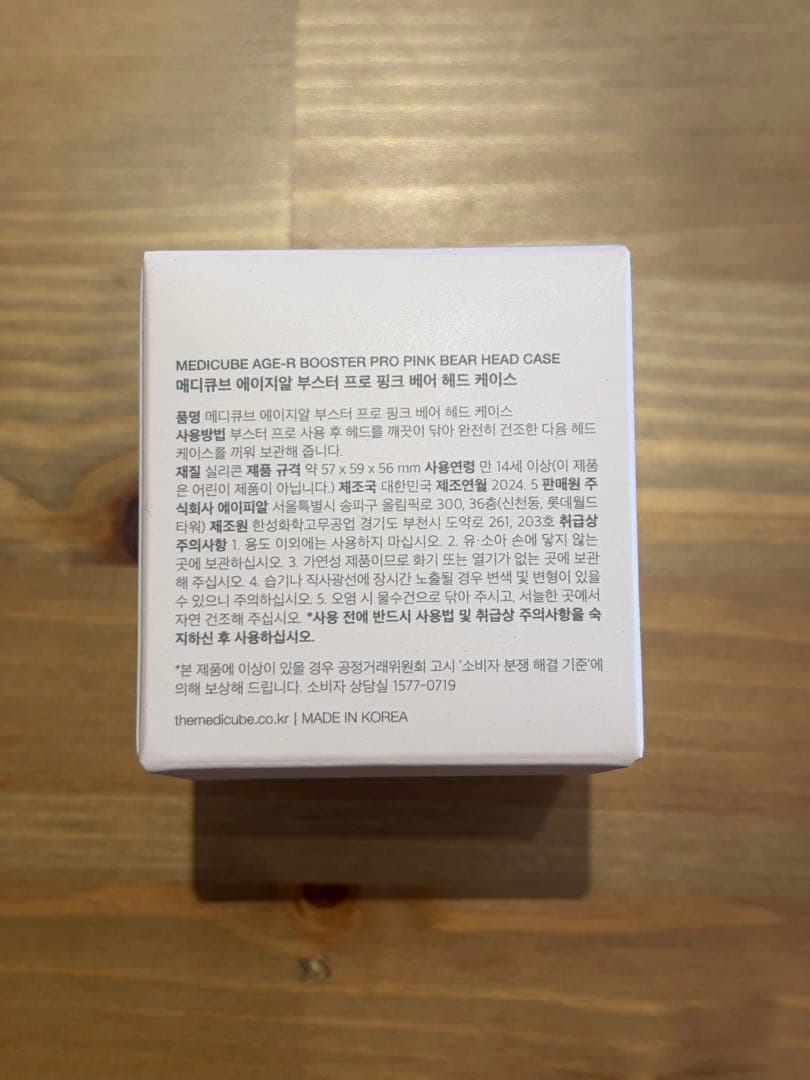 MEDICUBE AGE-R BOOSTER PRO PINK BEAR HEAD CASE
메디큐브 에이지알 부스터 프로 핑크 베어 헤드 케이스
품명 메디큐브 에이지알 부스터 프로 핑크 베어 헤드 케이스
사용방법 부스터 프로 사용 후 헤드를 깨끗이 닦아 완전히 건조한 다음 헤드
케이스를 끼워 보관해 줍니다.
재질 실리콘 제품 규격 약 57 x 59 x 56 mm 사용연령 만 14세 이상(이 제품
은 어린이 제품이 아닙니다.) 제조국 대한민국 제조연월 2024. 5 판매원 주
식회사 에이피알 서울특별시 송파구 올림픽로 300, 36층(신천동, 롯데월드
타워) 제조원 한성화학고무공업 경기도 부천시 도약로 261, 203호 취급상
주의사항 1. 용도 이외에는 사용하지 마십시오. 2. 유·소아 손에 닿지 않는
곳에 보관하십시오. 3. 가연성 제품이므로 화기 또는 열기가 없는 곳에 보관
해 주십시오. 4. 습기나 직사광선에 장시간 노출될 경우 변색 및 변형이 있을
수 있으니 주의하십시오. 5. 오염 시 물수건으로 닦아 주시고, 서늘한 곳에서
자연 건조해 주십시오. *사용 전에 반드시 사용법 및 취급상 주의사항을 숙
지하신 후 사용하십시오.
*본 제품에 이상이 있을 경우 공정거래위원회 고시 '소비자 분쟁 해결 기준'에
의해 보상해 드립니다. 소비자 상담실 1577-0719
themedicube.co.kr | MADE IN KOREA